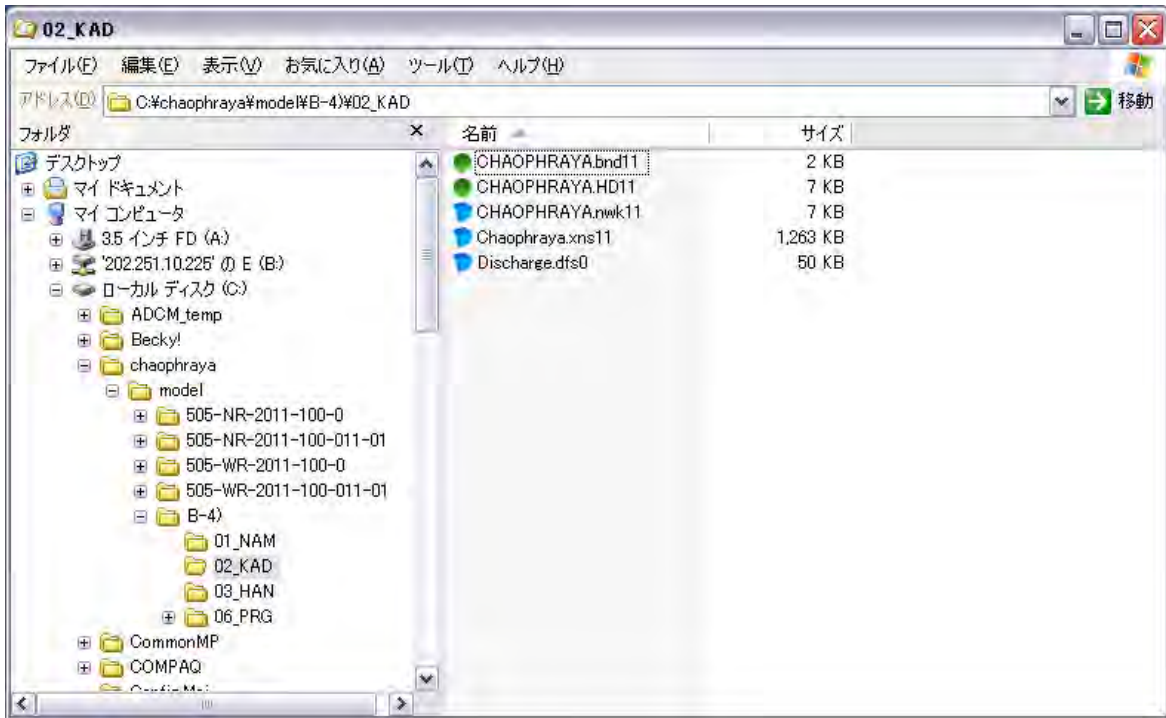 02_KAD
ファイル(F) 編集(E) 表示(V) お気に入り(A) ツール(T) ヘルプ(H)
アドレス(D) C:¥chaophraya¥model¥B-4)¥02_KAD 移動
フォルダ × 名前 サイズ
デスクトップ
マイ ドキュメント
マイ コンピュータ
3.5 インチ FD (A:)
'202.251.10.225' の E (B:)
ローカル ディスク (C:)
ADCM_temp
Becky!
chaophraya
model
505-NR-2011-100-0
505-NR-2011-100-011-01
505-WR-2011-100-0
505-WR-2011-100-011-01
B-4)
01_NAM
02_KAD
03_HAN
06_PRG
CommonMP
COMPAQ
CHAOPHRAYA.bnd11 2 KB
CHAOPHRAYA.HD11 7 KB
CHAOPHRAYA.nwk11 7 KB
Chaophraya.xns11 1,263 KB
Discharge.dfs0 50 KB